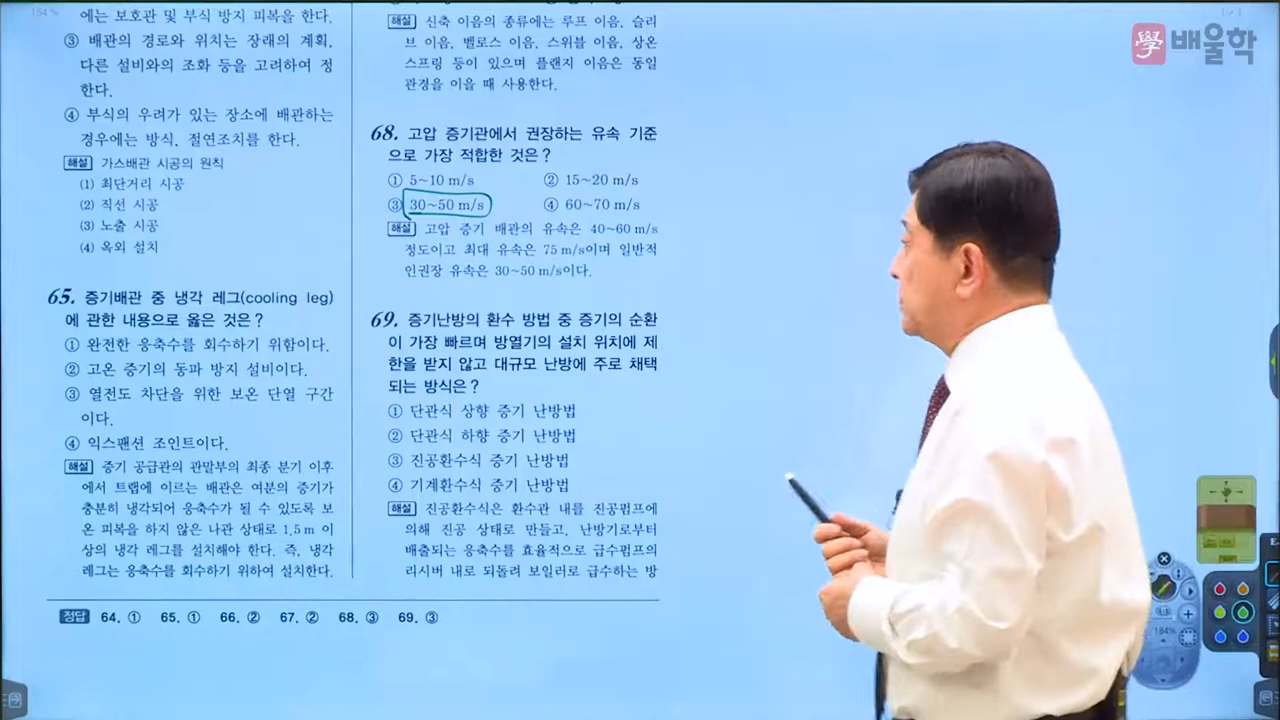 에는 보호관 및 부식 방지 피복을 한다.
③ 배관의 경로와 위치는 장래의 계획,
다른 설비와의 조화 등을 고려하여 정
한다.
④ 부식의 우려가 있는 장소에 배관하는
경우에는 방식, 절연조치를 한다.
해설 가스배관 시공의 원칙
(1) 최단거리 시공
(2) 직선 시공
(3) 노출 시공
(4) 옥외 설치
65. 증기배관 중 냉각 레그(cooling leg)
에 관한 내용으로 옳은 것은?
① 완전한 응축수를 회수하기 위함이다.
② 고온 증기의 동파 방지 설비이다.
③ 열전도 차단을 위한 보온 단열 구간
이다.
④ 익스팬션 조인트이다.
해설 증기 공급관의 관말부의 최종 분기 이후
에서 트랩에 이르는 배관은 여분의 증기가
충분히 냉각되어 응축수가 될 수 있도록 보
온 피복을 하지 않은 나관 상태로 1.5m 이
상의 냉각 레그를 설치해야 한다. 즉, 냉각
레그는 응축수를 회수하기 위하여 설치한다.
해설 신축 이음의 종류에는 루프 이음, 슬리
브 이음, 벨로스 이음, 스위블 이음, 상온
스프링 등이 있으며 플랜지 이음은 동일
관경을 이을 때 사용한다.
68. 고압 증기관에서 권장하는 유속 기준
으로 가장 적합한 것은?
① 5~10 m/s ② 15~20 m/s
③ 30~50 m/s ④ 60~70 m/s
해설 고압 증기 배관의 유속은 40~60 m/s
정도이고 최대 유속은 75 m/s이며 일반적
인권장 유속은 30~50 m/s이다.
69. 증기난방의 환수 방법 중 증기의 순환
이 가장 빠르며 방열기의 설치 위치에 제
한을 받지 않고 대규모 난방에 주로 채택
되는 방식은?
① 단관식 상향 증기 난방법
② 단관식 하향 증기 난방법
③ 진공환수식 증기 난방법
④ 기계환수식 증기 난방법
해설 진공환수식은 환수관 내를 진공펌프에
의해 진공 상태로 만들고, 난방기로부터
배출되는 응축수를 효율적으로 급수펌프의
리시버 내로 되돌려 보일러로 급수하는 방
정답 64. ① 65. ① 66. ② 67. ② 68. ③ 69. ③
學 배울학
184%